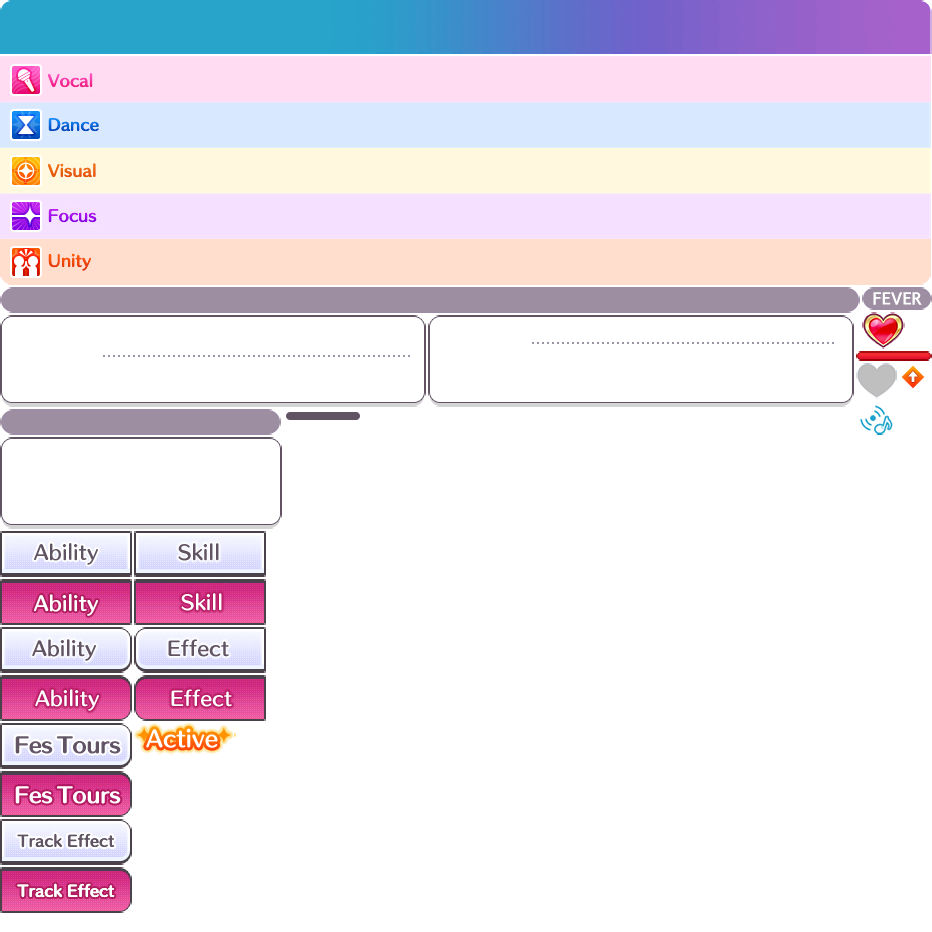 Vocal
Dance
Visual
Focus
Unity
FEVER
Ability Skill
Ability Skill
Ability Effect
Ability Effect
Fes Tours Active
Fes Tours
Track Effect
Track Effect